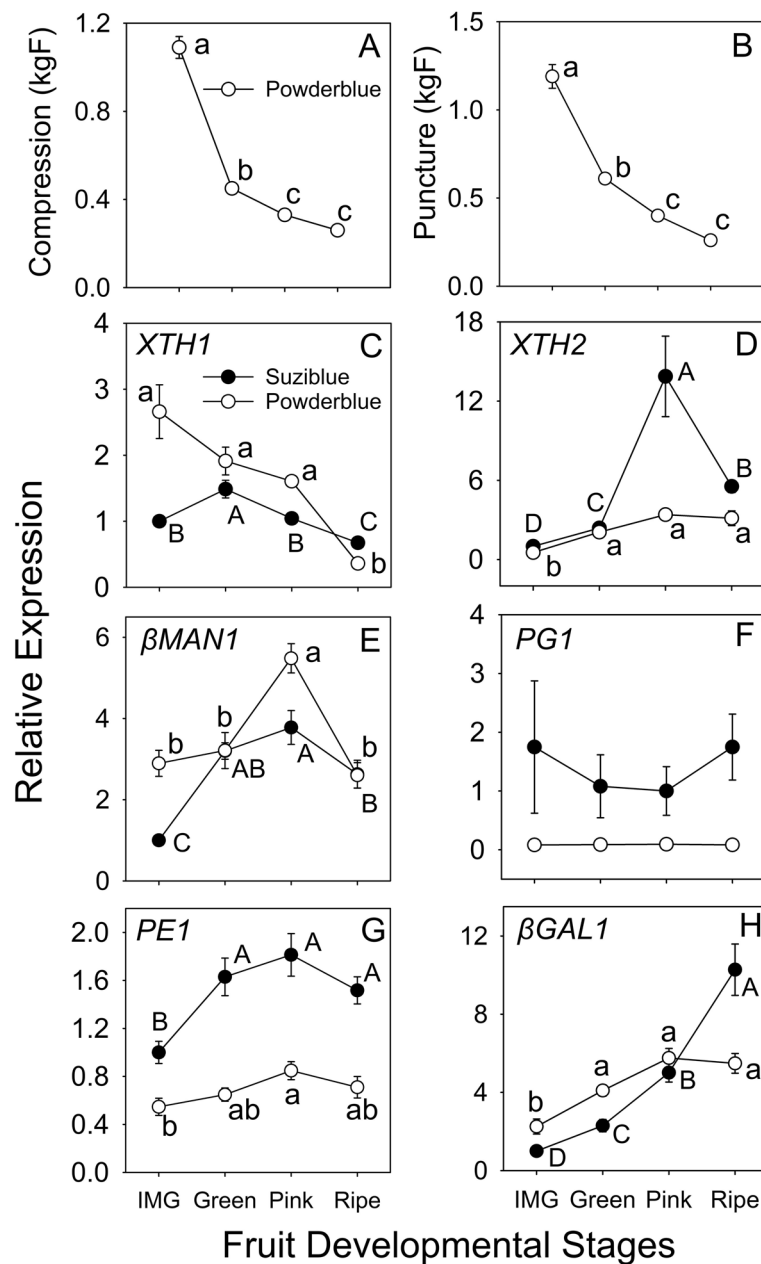 Compression (kgF)
1.2
0.8
0.4
0.0
A
a
Powderblue
b
c
c
Puncture (kgF)
1.5
1.0
0.5
0.0
B
a
b
c
c
Relative Expression
XTH1
C
4
3
2
1
0
Suziblue
Powderblue
a
a
a
b
B
A
B
C
XTH2
D
18
12
6
0
D
C
A
B
b
a
a
a
βMAN1
E
6
4
2
0
b
b
a
b
C
AB
A
B
PG1
F
4
3
2
1
0
PE1
G
2.0
1.6
1.2
0.8
0.4
0.0
B
A
A
A
b
ab
a
ab
IMG Green Pink Ripe
βGAL1
H
12
8
4
0
b
a
a
a
D
C
B
A
IMG Green Pink Ripe
Fruit Developmental Stages